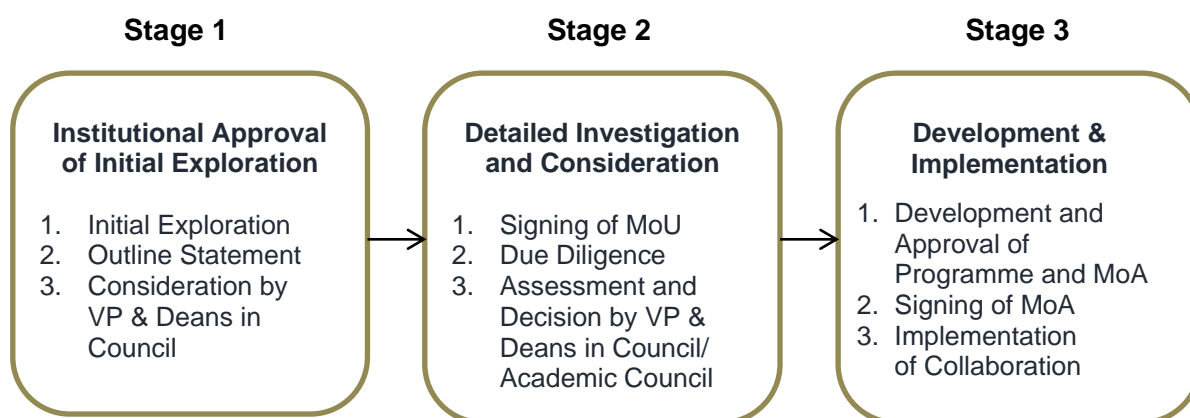 Stage 1
Institutional Approval
of Initial Exploration
1. Initial Exploration
2. Outline Statement
3. Consideration by
VP & Deans in
Council
Stage 2
Detailed Investigation
and Consideration
1. Signing of MoU
2. Due Diligence
3. Assessment and
Decision by VP &
Deans in Council/
Academic Council
Stage 3
Development &
Implementation
1. Development and
Approval of
Programme and MoA
2. Signing of MoA
3. Implementation
of Collaboration